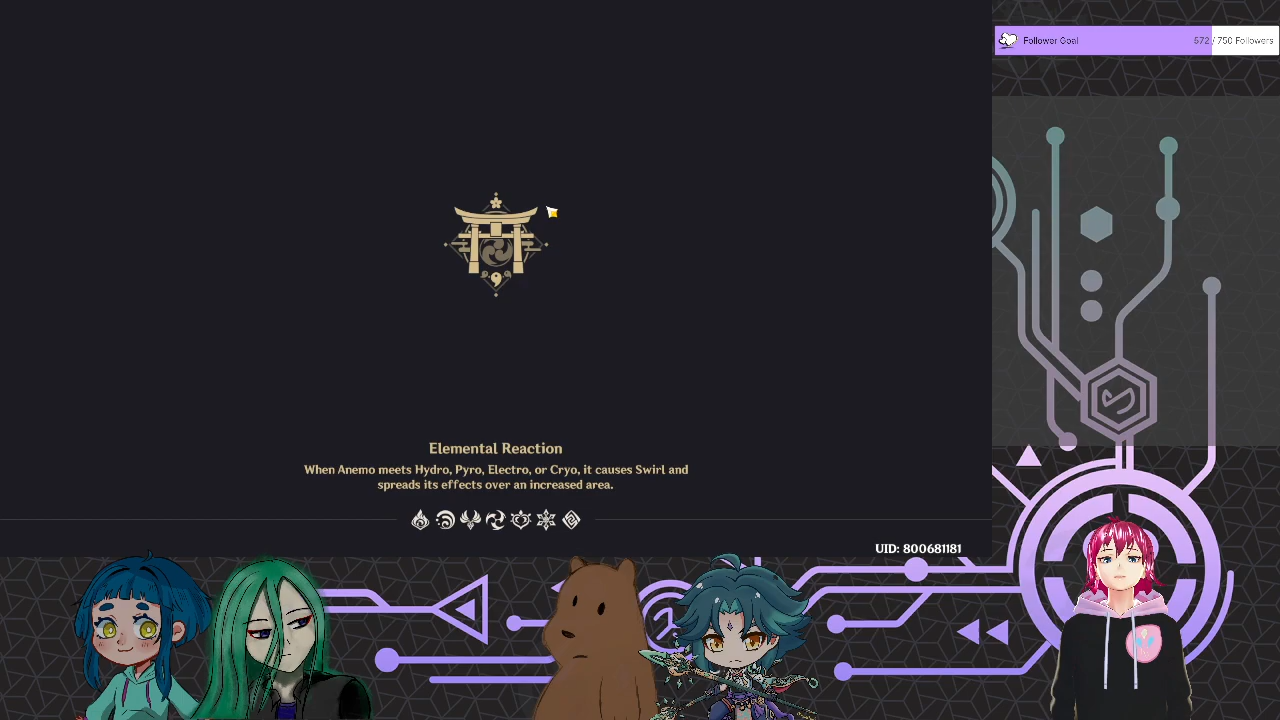 Follower Goal
572 / 750 Followers
Elemental Reaction
When Anemo meets Hydro, Pyro, Electro, or Cryo, it causes Swirl and
spreads its effects over an increased area.
UID: 800681181